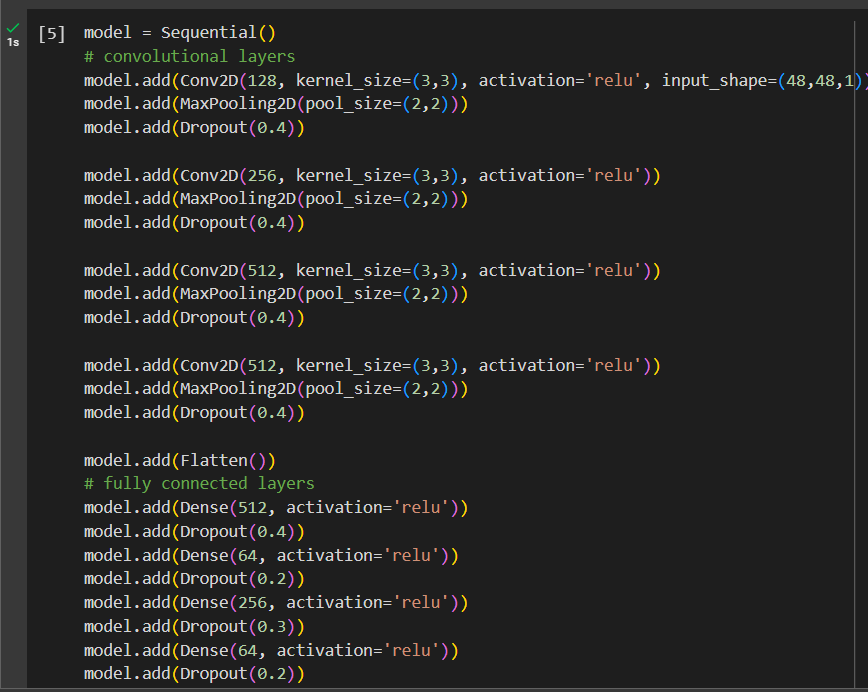 [5] model = Sequential()
1s
# convolutional layers
model.add(Conv2D(128, kernel_size=(3,3), activation='relu', input_shape=(48,48,1))
model.add(MaxPooling2D(pool_size=(2,2)))
model.add(Dropout(0.4))
model.add(Conv2D(256, kernel_size=(3,3), activation='relu'))
model.add(MaxPooling2D(pool_size=(2,2)))
model.add(Dropout(0.4))
model.add(Conv2D(512, kernel_size=(3,3), activation='relu'))
model.add(MaxPooling2D(pool_size=(2,2)))
model.add(Dropout(0.4))
model.add(Conv2D(512, kernel_size=(3,3), activation='relu'))
model.add(MaxPooling2D(pool_size=(2,2)))
model.add(Dropout(0.4))
model.add(Flatten())
# fully connected layers
model.add(Dense(512, activation='relu'))
model.add(Dropout(0.4))
model.add(Dense(64, activation='relu'))
model.add(Dropout(0.2))
model.add(Dense(256, activation='relu'))
model.add(Dropout(0.3))
model.add(Dense(64, activation='relu'))
model.add(Dropout(0.2))